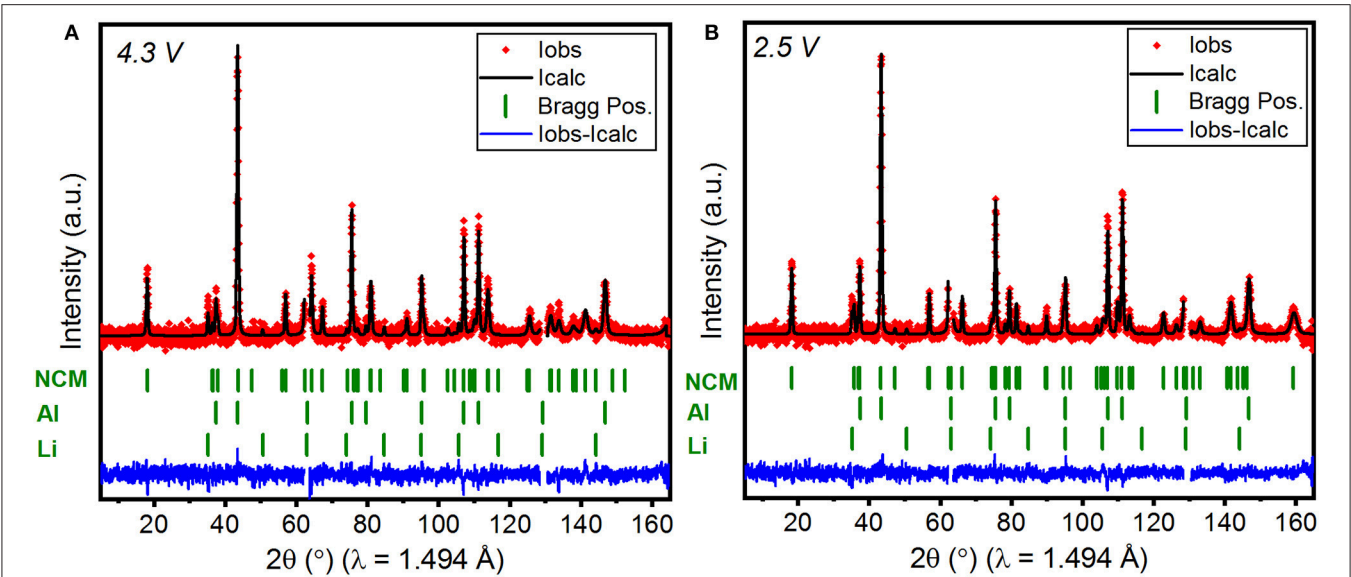 A
4.3 V
Iobs
Icalc
Bragg Pos.
Iobs-Icalc
Intensity (a.u.)
NCM
Al
Li
20 40 60 80 100 120 140 160
2θ (°) (λ = 1.494 Å)
B
2.5 V
Iobs
Icalc
Bragg Pos.
Iobs-Icalc
Intensity (a.u.)
NCM
Al
Li
20 40 60 80 100 120 140 160
2θ (°) (λ = 1.494 Å)